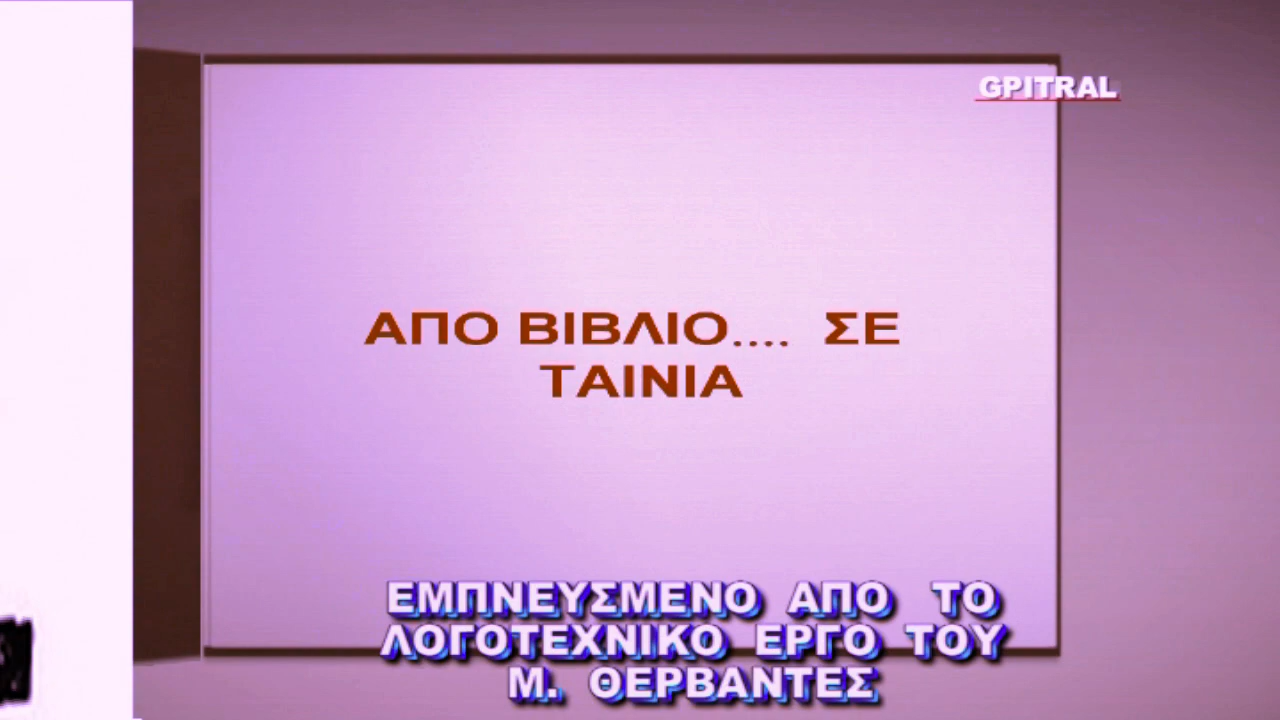 GPITRAL
ΑΠΟ ΒΙΒΛΙΟ.... ΣΕ
ΤΑΙΝΙΑ
ΕΜΠΝΕΥΣΜΕΝΟ ΑΠΟ ΤΟ
ΛΟΓΟΤΕΧΝΙΚΟ ΕΡΓΟ ΤΟΥ
Μ. ΘΕΡΒΑΝΤΕΣ